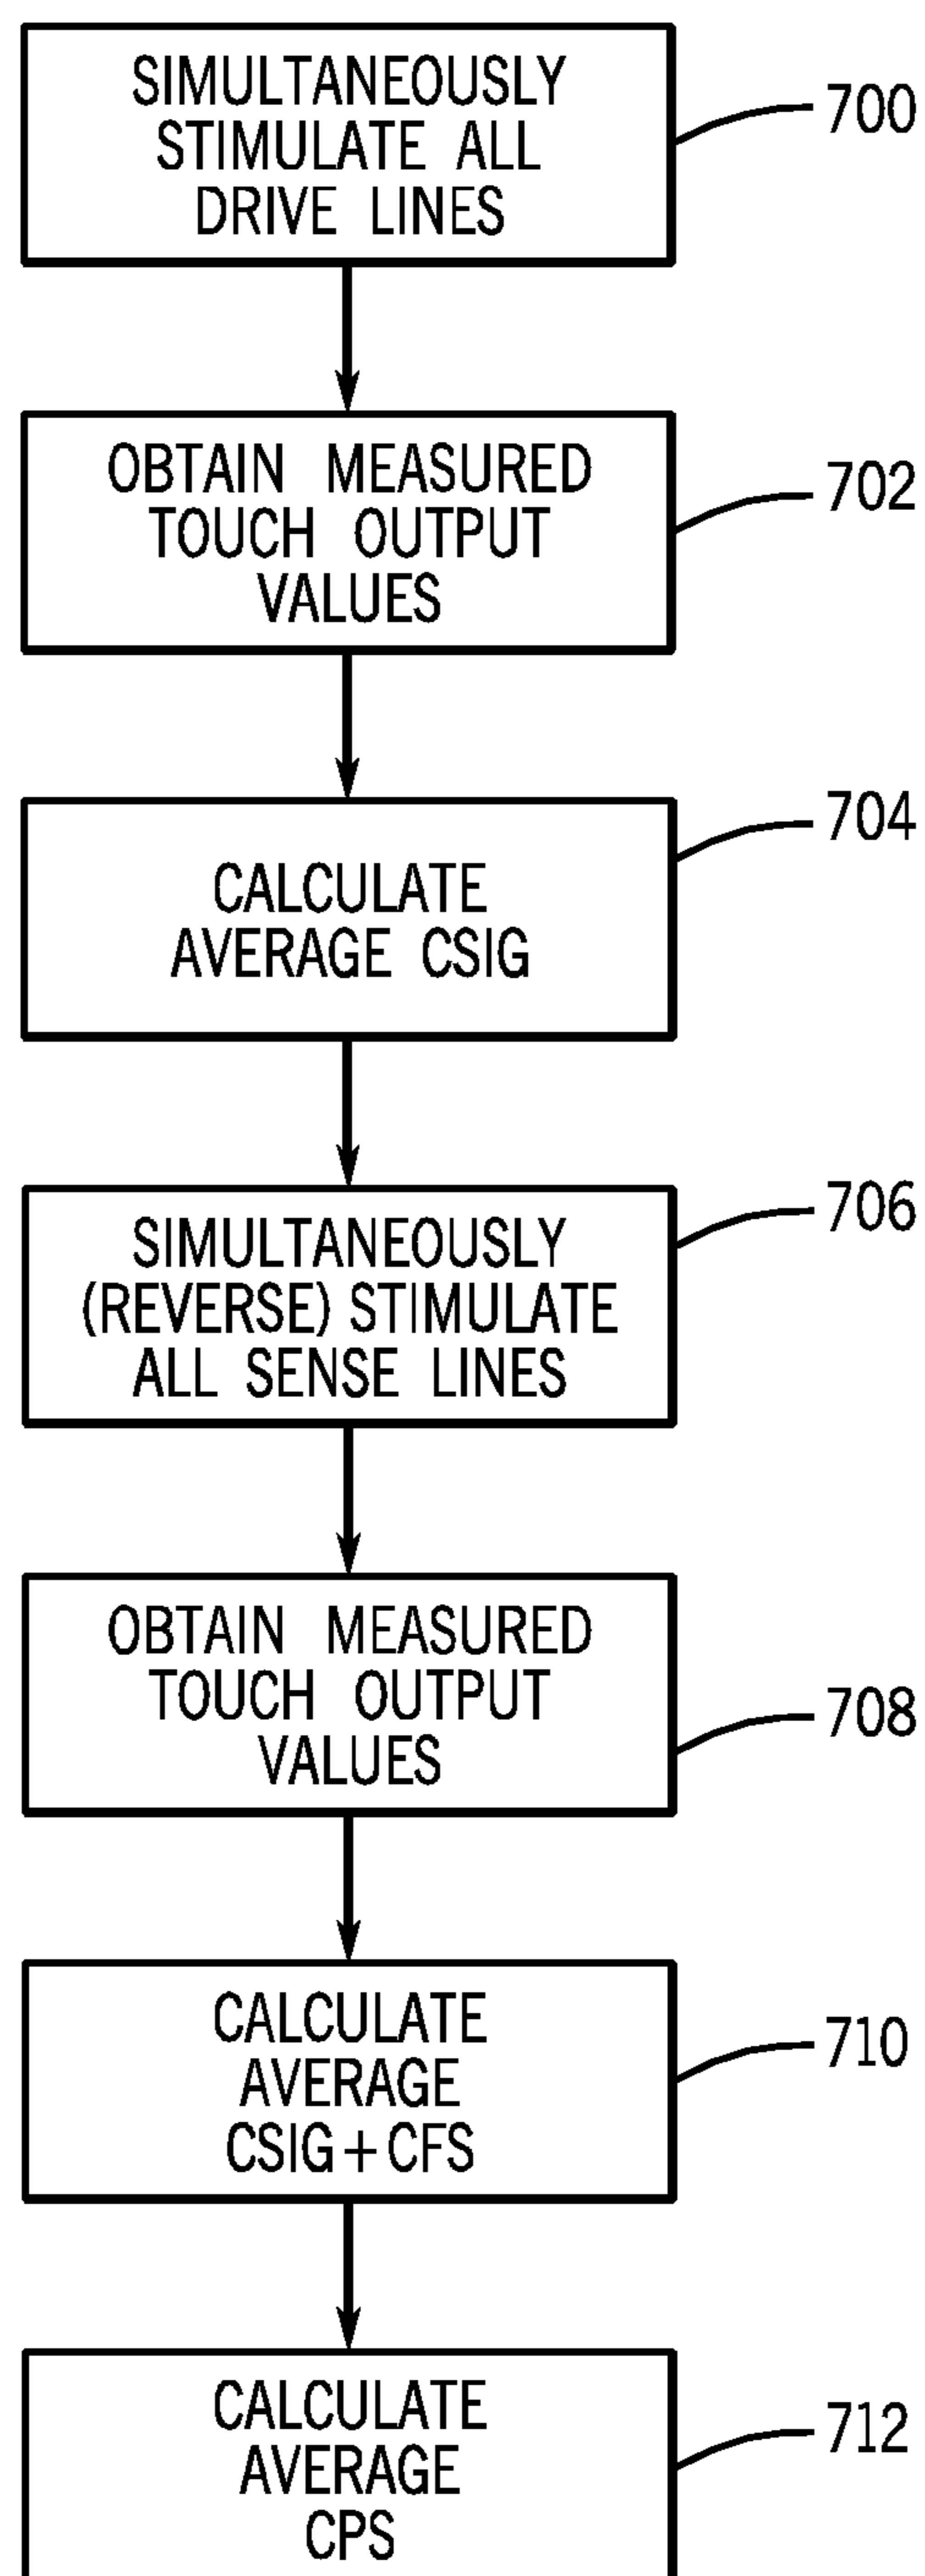 SIMULTANEOUSLY
STIMULATE ALL
DRIVE LINES
700
OBTAIN MEASURED
TOUCH OUTPUT
VALUES
702
CALCULATE
AVERAGE CSIG
704
SIMULTANEOUSLY
(REVERSE) STIMULATE
ALL SENSE LINES
706
OBTAIN MEASURED
TOUCH OUTPUT
VALUES
708
CALCULATE
AVERAGE
CSIG+CFS
710
CALCULATE
AVERAGE
CPS
712